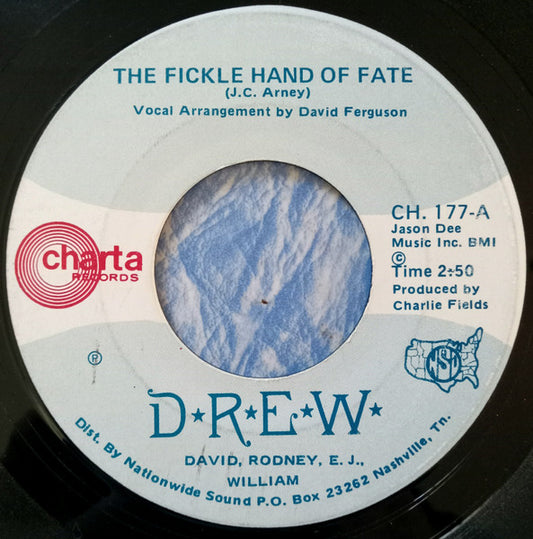 THE FICKLE HAND OF FATE
(J.C. Arney)
Vocal Arrangement by David Ferguson
charta
RECORDS
CH. 177-A
Jason Dee
Music Inc. BMI
©
Time 2:50
Produced by
Charlie Fields
℗
NSD
D★R★E★W★
DAVID, RODNEY, E. J.,
WILLIAM
Dist. By Nationwide Sound P.O. Box 23262 Nashville, Tn.